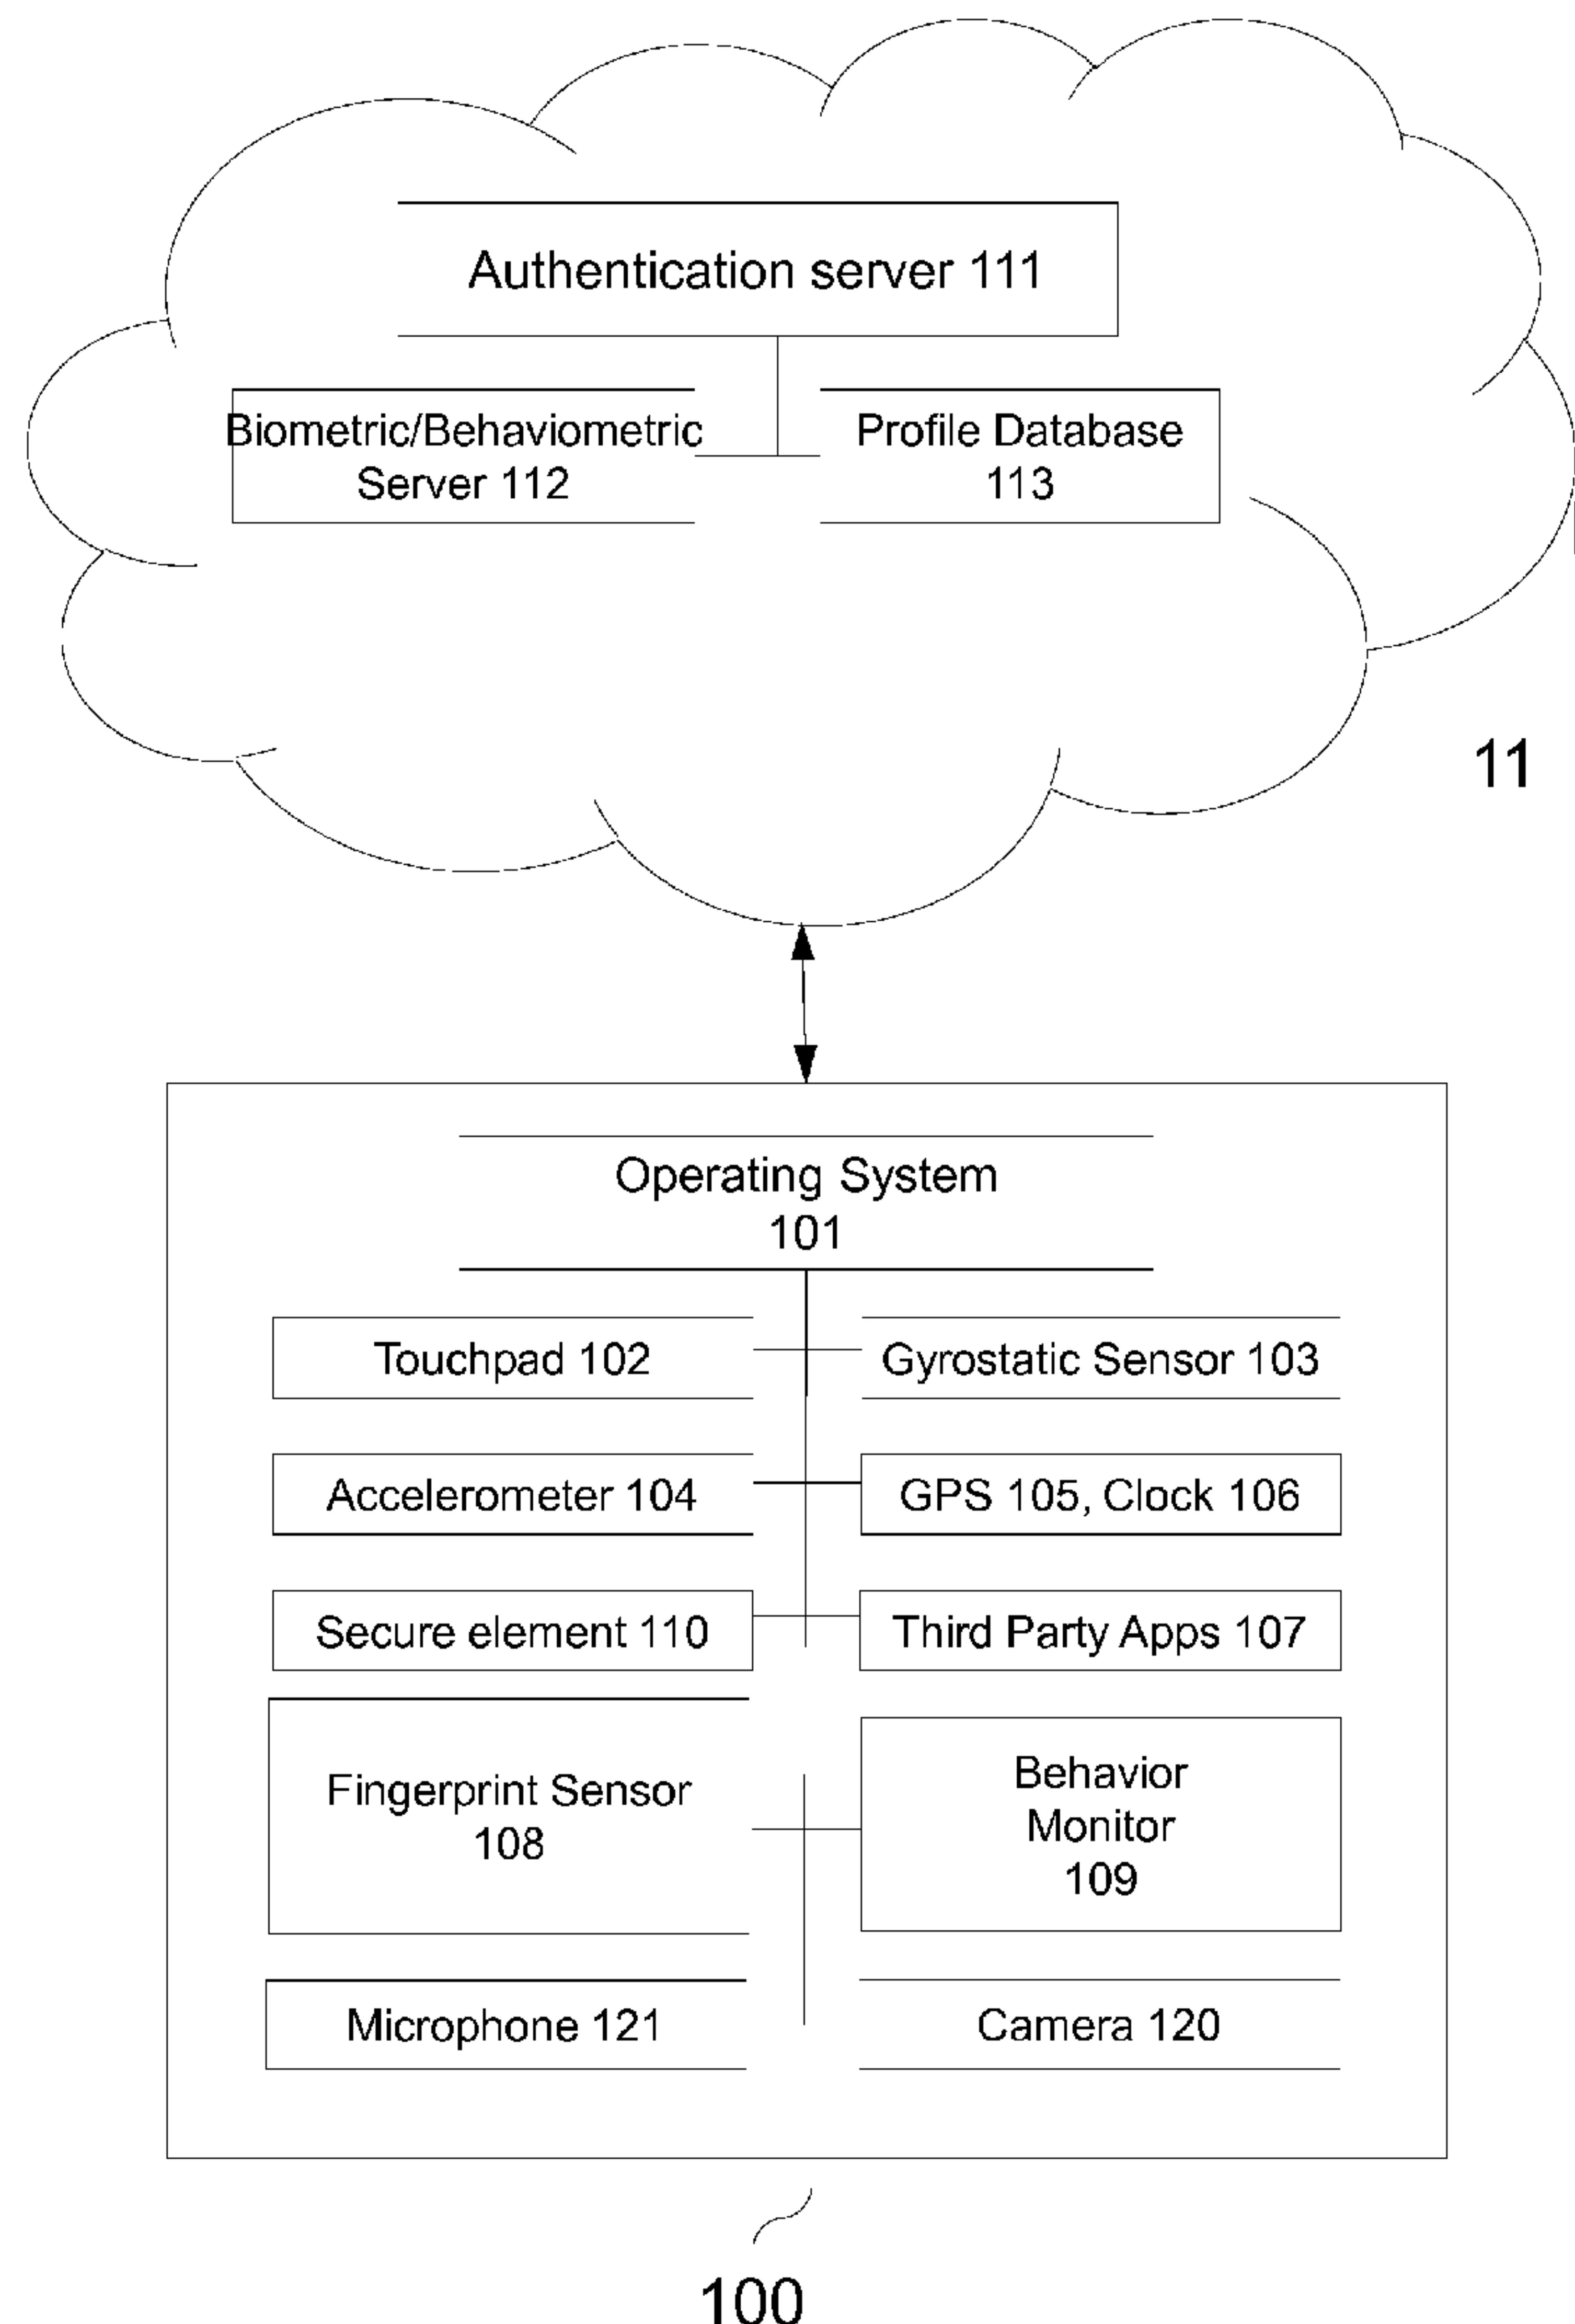 Authentication server 111
Biometric/Behaviometric
Server 112
Profile Database
113
11
Operating System
101
Touchpad 102
Gyrostatic Sensor 103
Accelerometer 104
GPS 105, Clock 106
Secure element 110
Third Party Apps 107
Fingerprint Sensor
108
Behavior
Monitor
109
Microphone 121
Camera 120
100